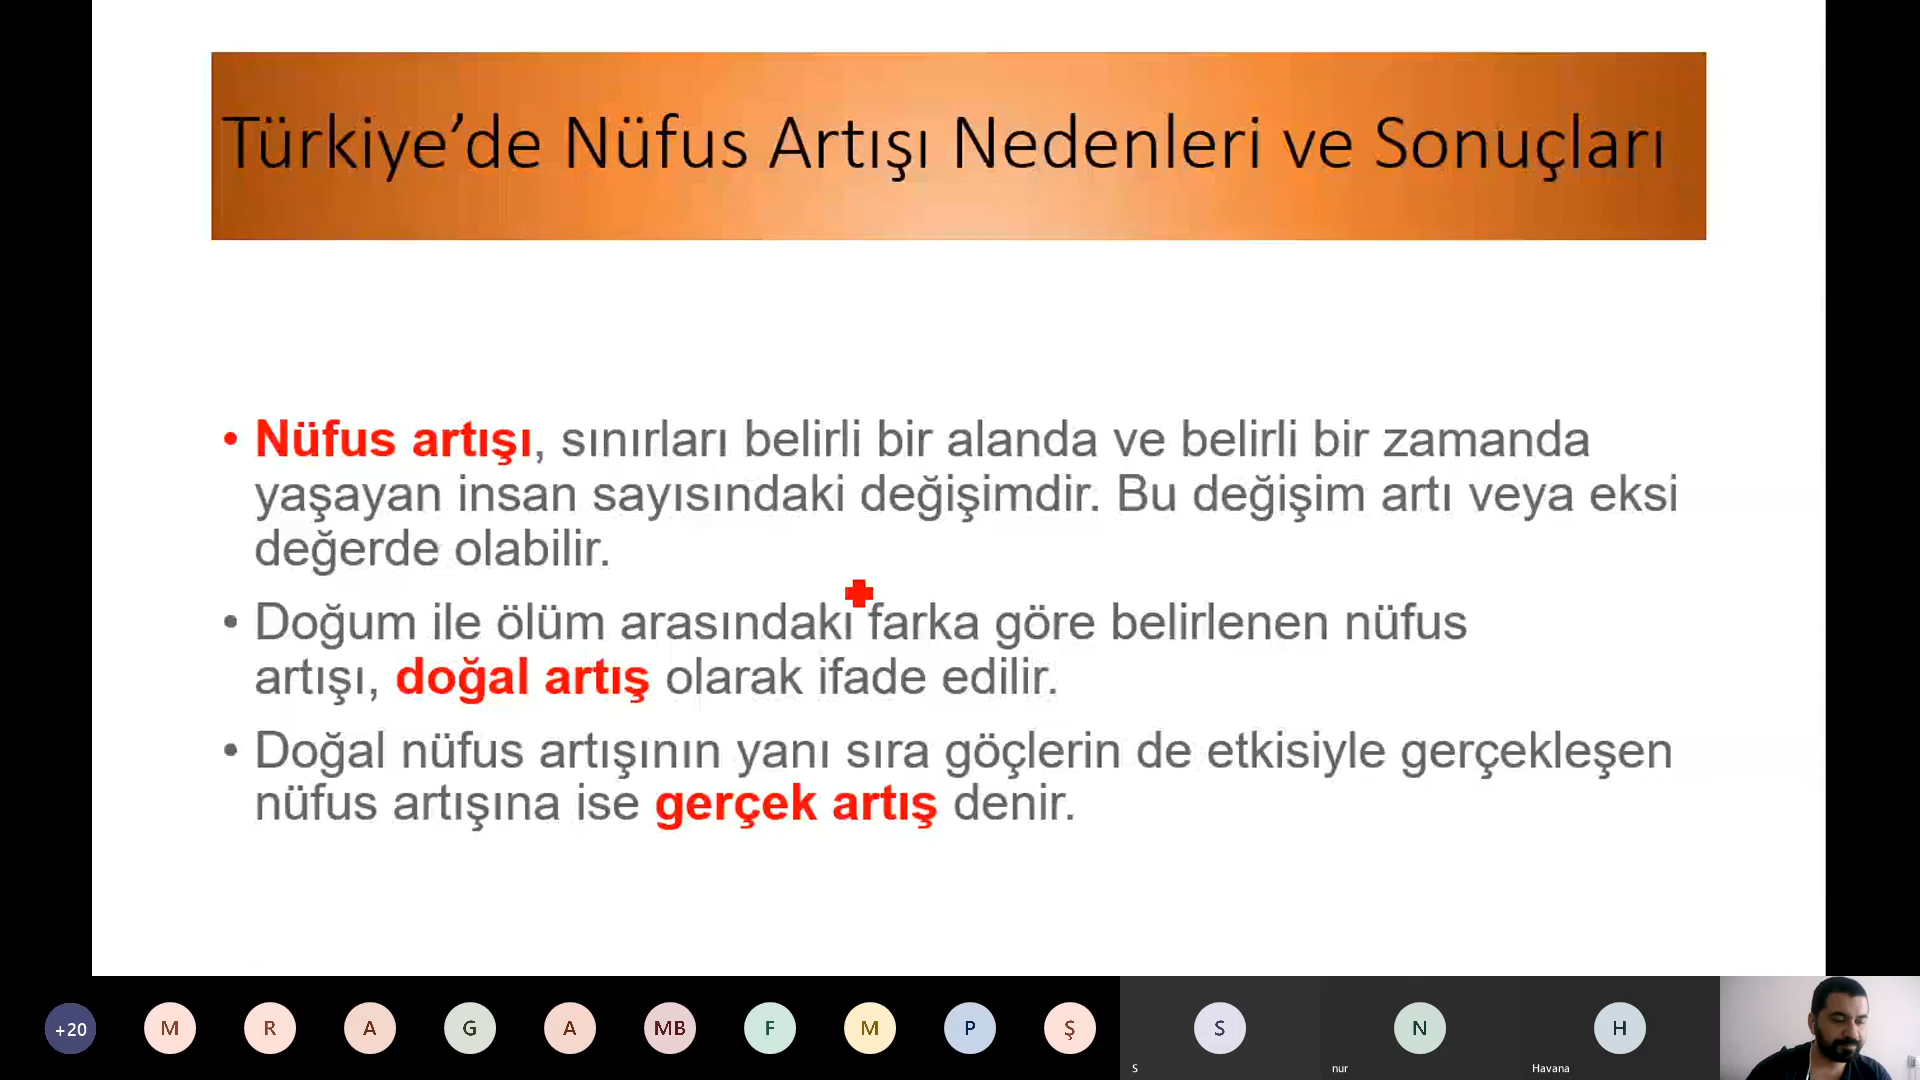 Türkiye’de Nüfus Artışı Nedenleri ve Sonuçları
• Nüfus artışı, sınırları belirli bir alanda ve belirli bir zamanda
yaşayan insan sayısındaki değişimdir. Bu değişim artı veya eksi
değerde olabilir.
• Doğum ile ölüm arasındaki farka göre belirlenen nüfus
artışı, doğal artış olarak ifade edilir.
• Doğal nüfus artışının yanı sıra göçlerin de etkisiyle gerçekleşen
nüfus artışına ise gerçek artış denir.
+20 M R A G A MB F M P Ş S N H
S nur Havana